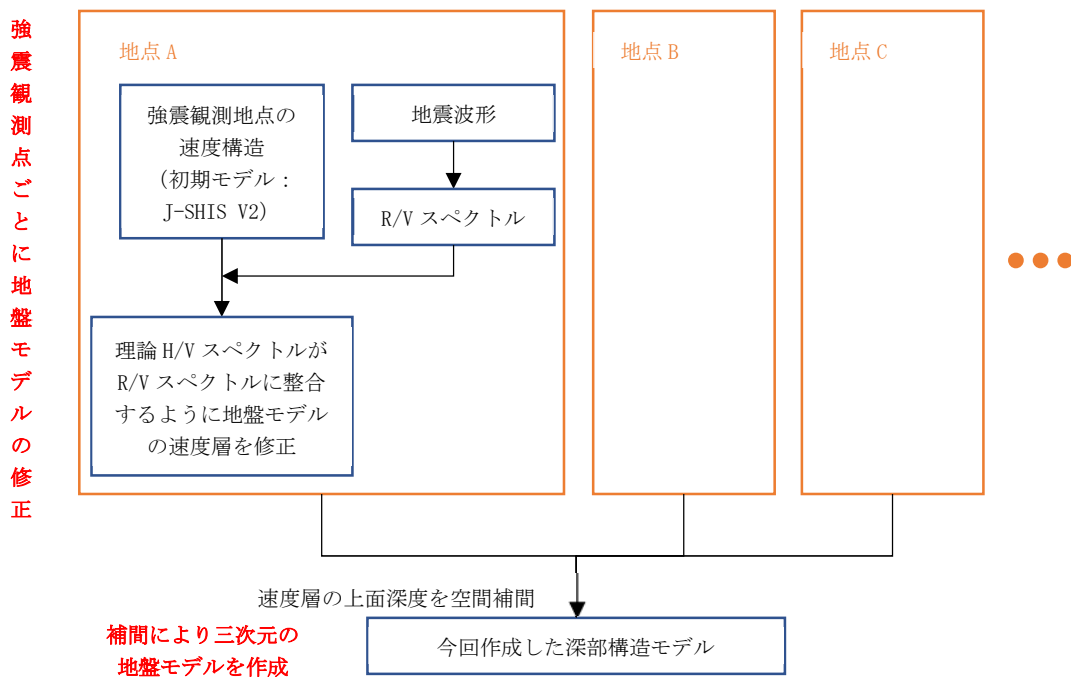 強震観測点ごとに地盤モデルの修正
地点 A
強震観測地点の
速度構造
(初期モデル：
J-SHIS V2)
地震波形
R/V スペクトル
理論 H/V スペクトルが
R/V スペクトルに整合
するように地盤モデル
の速度層を修正
地点 B
地点 C
速度層の上面深度を空間補間
補間により三次元の
地盤モデルを作成
今回作成した深部構造モデル